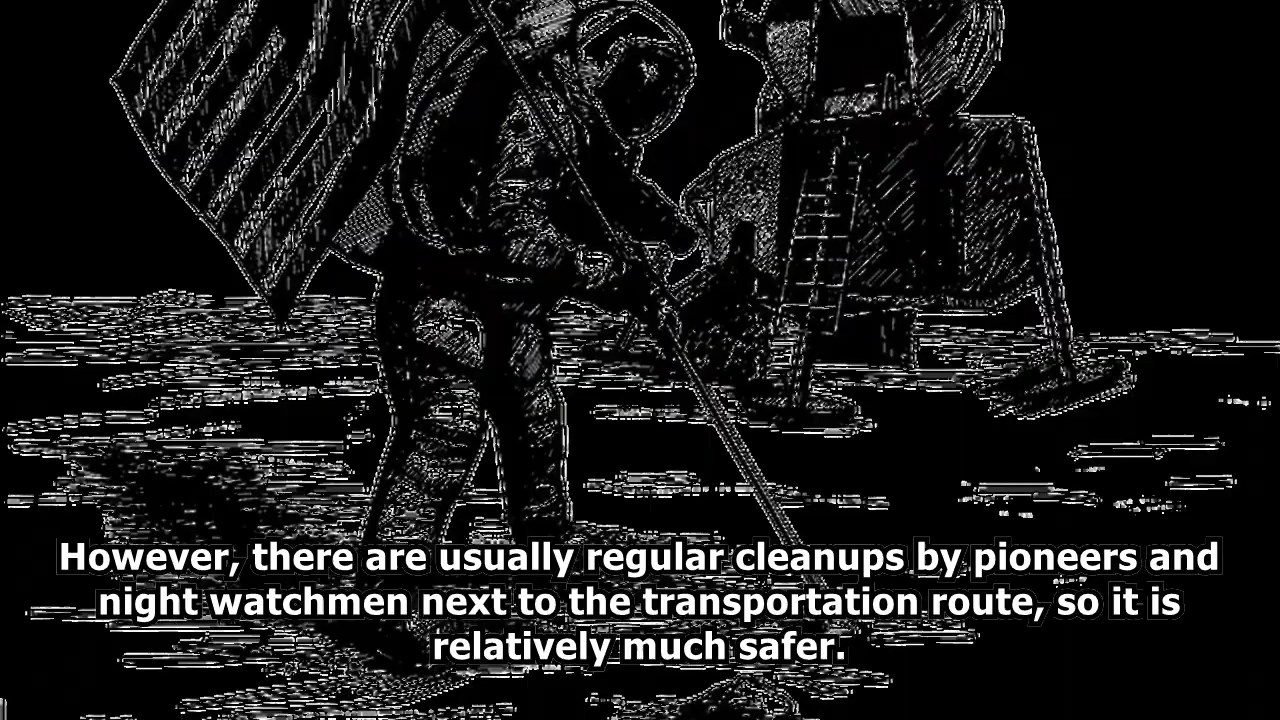 However, there are usually regular cleanups by pioneers and
night watchmen next to the transportation route, so it is
relatively much safer.